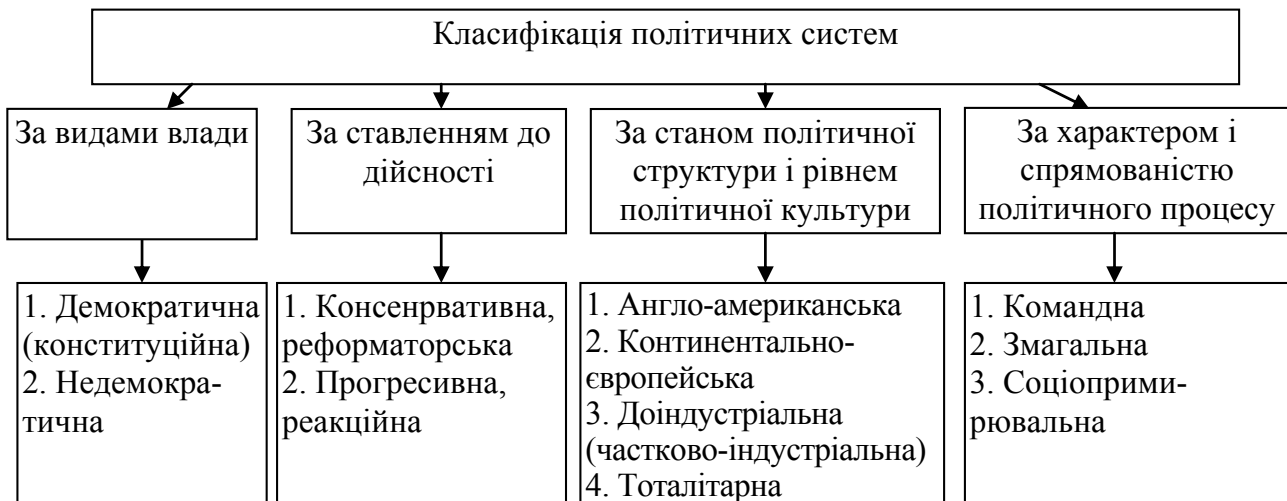 Класифікація політичних систем
За видами влади
За ставленням до
дійсності
За станом політичної
структури і рівнем
політичної культури
За характером і
спрямованістю
політичного процесу
1. Демократична
(конституційна)
2. Недемокра-
тична
1. Консенрвативна,
реформаторська
2. Прогресивна,
реакційна
1. Англо-американська
2. Континентально-
європейська
3. Доіндустріальна
(частково-індустріальна)
4. Тоталітарна
1. Командна
2. Змагальна
3. Соціоприми-
рювальна